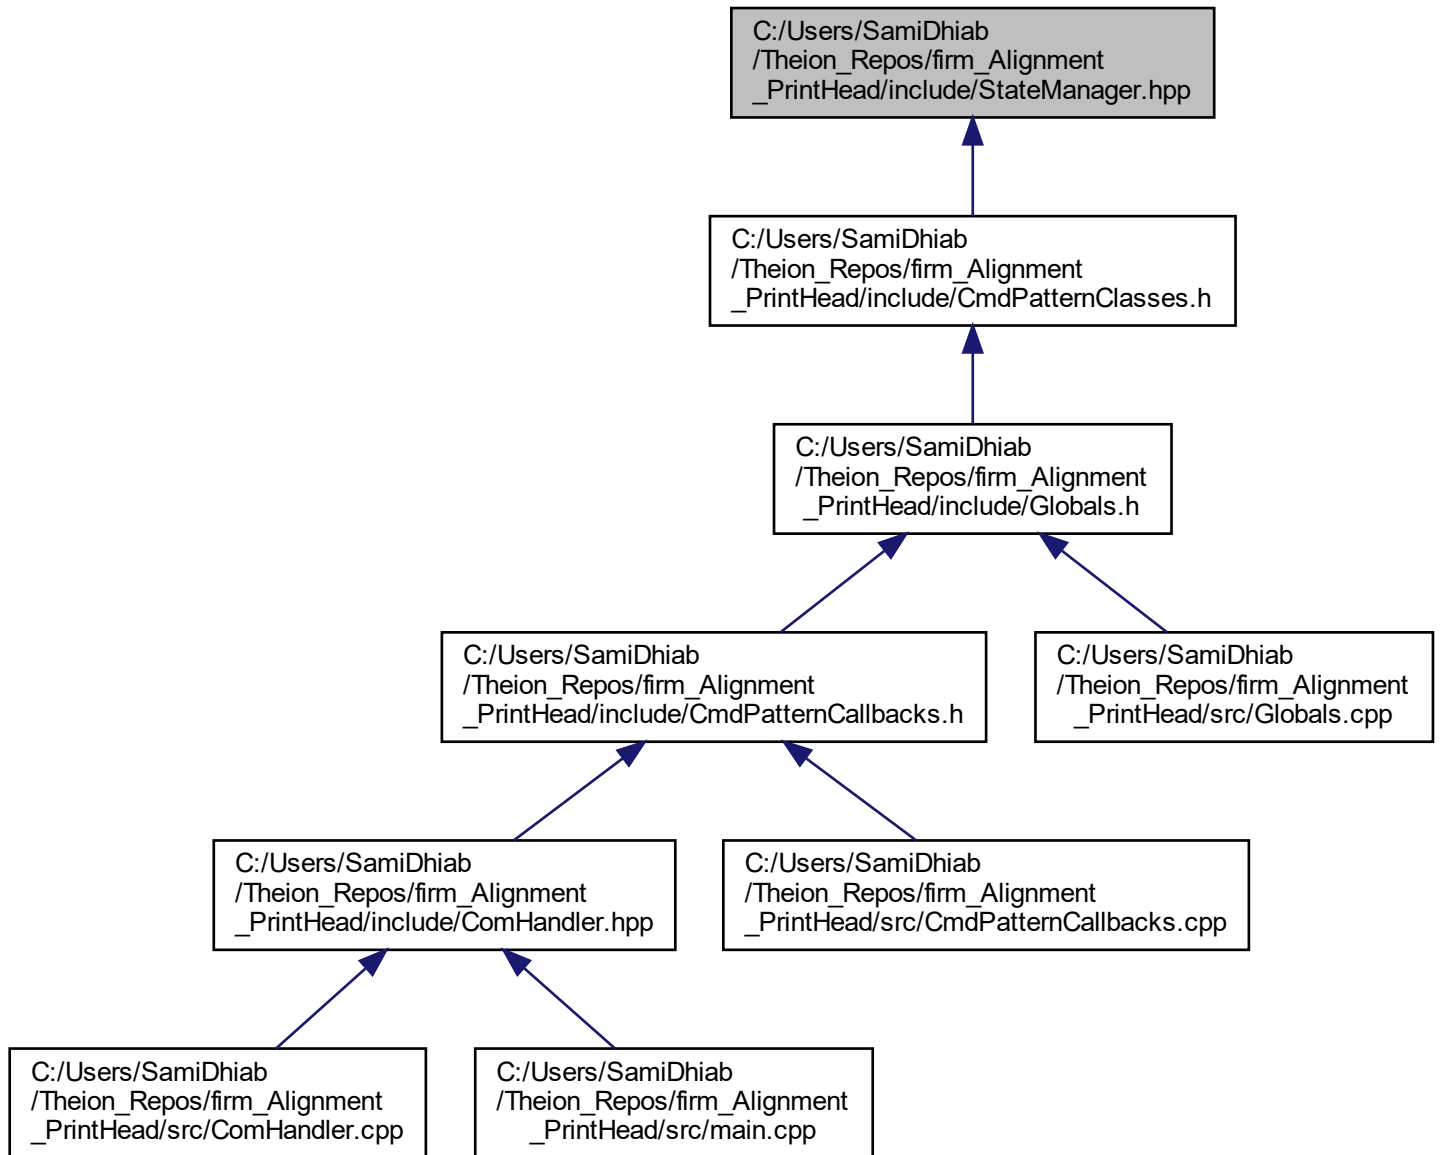 C:/Users/SamiDhiab
/Theion_Repos/firm_Alignment
_PrintHead/include/StateManager.hpp
C:/Users/SamiDhiab
/Theion_Repos/firm_Alignment
_PrintHead/include/CmdPatternClasses.h
C:/Users/SamiDhiab
/Theion_Repos/firm_Alignment
_PrintHead/include/Globals.h
C:/Users/SamiDhiab
/Theion_Repos/firm_Alignment
_PrintHead/include/CmdPatternCallbacks.h
C:/Users/SamiDhiab
/Theion_Repos/firm_Alignment
_PrintHead/src/Globals.cpp
C:/Users/SamiDhiab
/Theion_Repos/firm_Alignment
_PrintHead/include/ComHandler.hpp
C:/Users/SamiDhiab
/Theion_Repos/firm_Alignment
_PrintHead/src/CmdPatternCallbacks.cpp
C:/Users/SamiDhiab
/Theion_Repos/firm_Alignment
_PrintHead/src/ComHandler.cpp
C:/Users/SamiDhiab
/Theion_Repos/firm_Alignment
_PrintHead/src/main.cpp